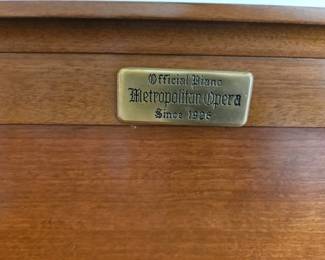 Official Piano
Metropolitan Opera
Since 1926